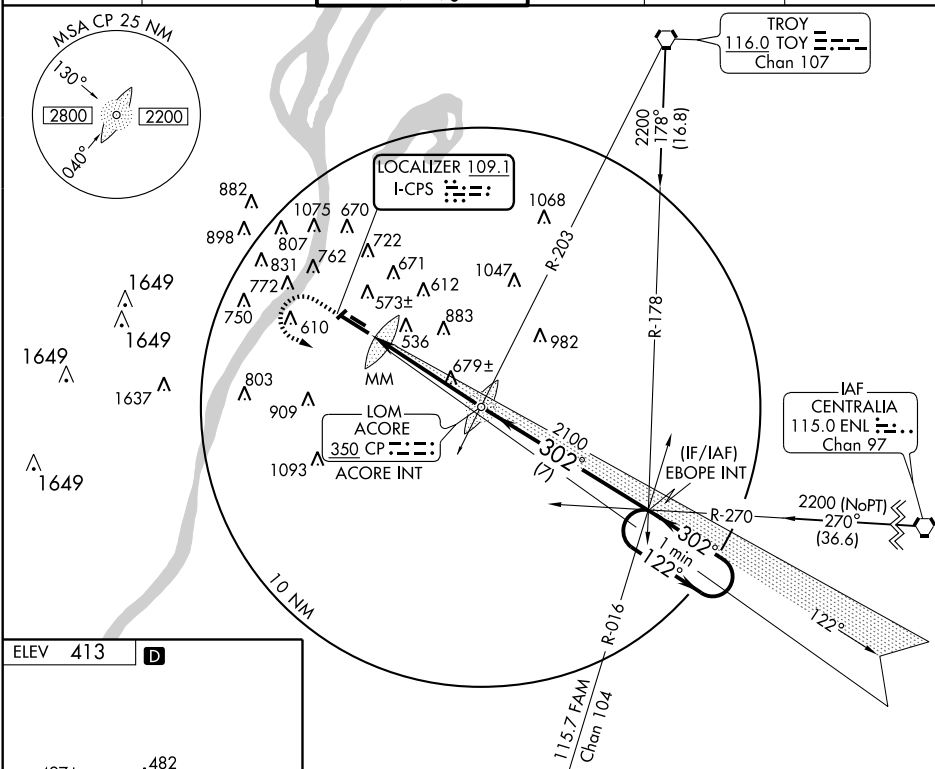 MSA CP 25 NM
130°
2800
2200
040°
TROY
116.0 TOY
Chan 107
2200
178°
(16.8)
LOCALIZER 109.1
I-CPS
882
898
1075
670
807
722
1068
831
762
671
1047
612
772
573±
750
610
536
883
982
1649
1649
1649
1637
1649
803
909
1093
679±
MM
R-203
R-178
LOM
ACORE
350 CP
ACORE INT
2100
302°
(7)
(IF/IAF)
EBOPE INT
IAF
CENTRALIA
115.0 ENL
Chan 97
2200 (NoPT)
R-270
270°
(36.6)
302°
1 min
122°
122°
10 NM
R-016
115.7 FAM
Chan 104
ELEV 413
D
482